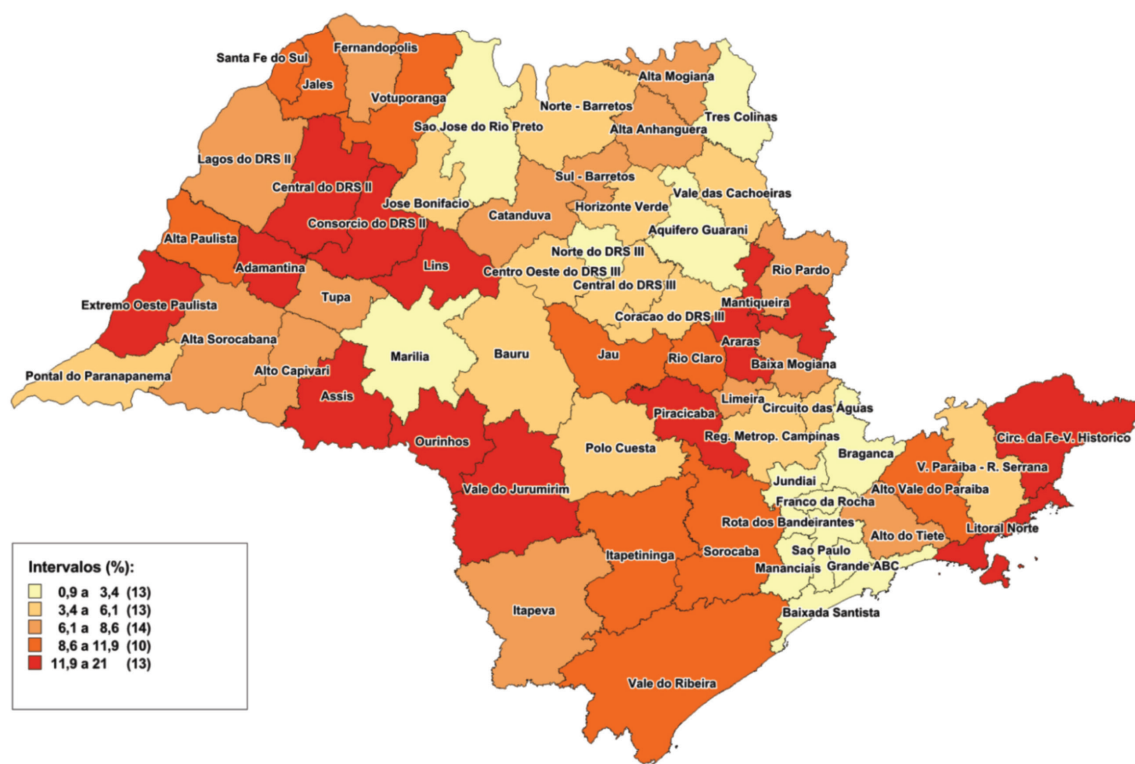 Fernandopolis
Santa Fe do Sul
Jales
Votuporanga
Alta Mogiana
Norte - Barretos
Tres Colinas
Sao Jose do Rio Preto
Alta Anhanguera
Lagos do DRS II
Central do DRS II
Sul - Barretos
Vale das Cachoeiras
Jose Bonifacio
Horizonte Verde
Catanduva
Consorcio do DRS II
Aquifero Guarani
Alta Paulista
Norte do DRS III
Adamantina
Lins
Centro Oeste do DRS III
Rio Pardo
Central do DRS III
Tupa
Extremo Oeste Paulista
Mantiqueira
Coracao do DRS III
Alta Sorocabana
Araras
Marilia
Bauru
Jau
Rio Claro
Baixa Mogiana
Pontal do Paranapanema
Alto Capivari
Assis
Limeira
Piracicaba
Circuito das Águas
Reg. Metrop. Campinas
Circ. da Fe-V. Historico
Ourinhos
Polo Cuesta
Braganca
V. Paraiba - R. Serrana
Jundiai
Vale do Jurumirim
Alto Vale do Paraiba
Franco da Rocha
Rota dos Bandeirantes
Litoral Norte
Alto do Tiete
Itapetininga
Sorocaba
Sao Paulo
Mananciais
Grande ABC
Itapeva
Baixada Santista
Vale do Ribeira
Intervalos (%):
0,9 a 3,4 (13)
3,4 a 6,1 (13)
6,1 a 8,6 (14)
8,6 a 11,9 (10)
11,9 a 21 (13)